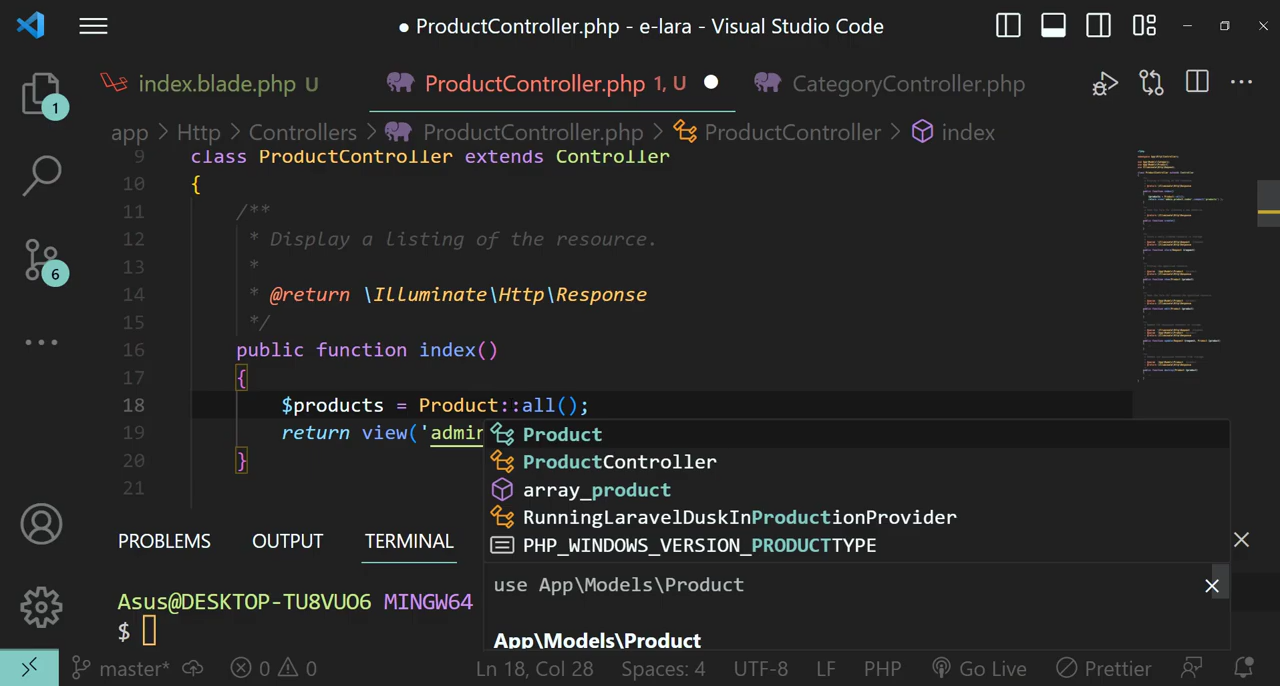 ● ProductController.php - e-lara - Visual Studio Code
index.blade.php U
ProductController.php 1, U ●
CategoryController.php
app > Http > Controllers > ProductController.php > ProductController > index
9 class ProductController extends Controller
10 {
11 /**
12 * Display a listing of the resource.
13 *
14 * @return \Illuminate\Http\Response
15 */
16 public function index()
17 {
18 $products = Product::all();
19 return view('admin
20 }
21
Product
ProductController
array_product
RunningLaravelDuskInProductionProvider
PHP_WINDOWS_VERSION_PRODUCTTYPE
use App\Models\Product
App\Models\Product
1
6
PROBLEMS OUTPUT TERMINAL
Asus@DESKTOP-TU8VUO6 MINGW64
$
master* 0 0 Ln 18, Col 28 Spaces: 4 UTF-8 LF PHP Go Live Prettier